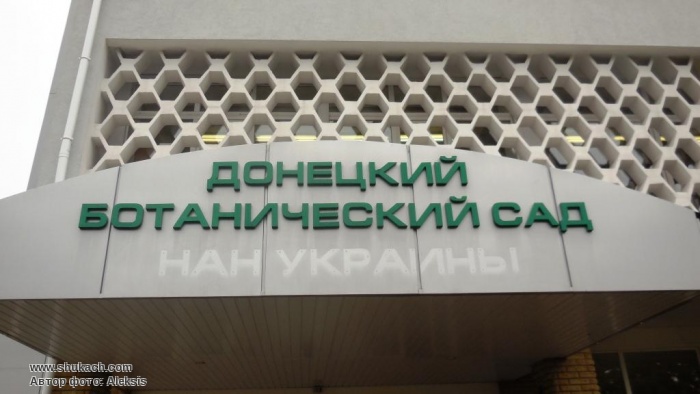 ДОНЕЦКИЙ
БОТАНИЧЕСКИЙ САД
НАН УКРАИНЫ
www.shukach.com
Автор фото: Aleksis